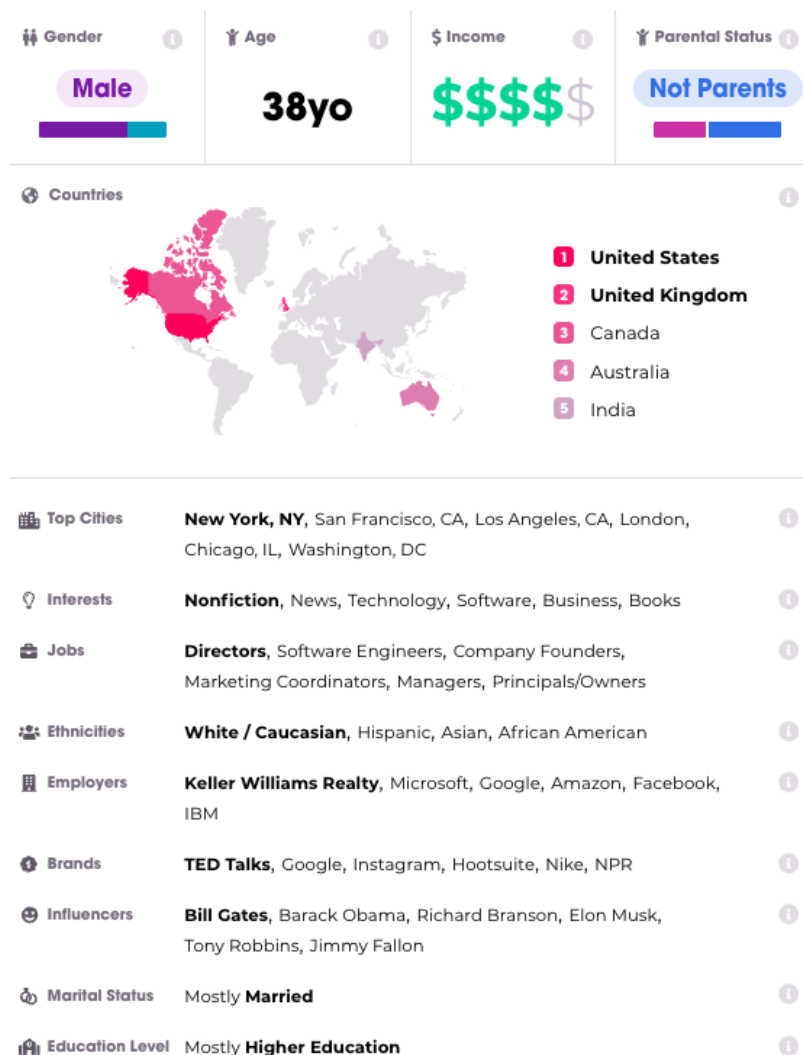 Gender
Age
$ Income
Parental Status
Male
38yo
$$$$$
Not Parents
Countries
1 United States
2 United Kingdom
3 Canada
4 Australia
5 India
Top Cities
New York, NY, San Francisco, CA, Los Angeles, CA, London,
Chicago, IL, Washington, DC
Interests
Nonfiction, News, Technology, Software, Business, Books
Jobs
Directors, Software Engineers, Company Founders,
Marketing Coordinators, Managers, Principals/Owners
Ethnicities
White / Caucasian, Hispanic, Asian, African American
Employers
Keller Williams Realty, Microsoft, Google, Amazon, Facebook,
IBM
Brands
TED Talks, Google, Instagram, Hootsuite, Nike, NPR
Influencers
Bill Gates, Barack Obama, Richard Branson, Elon Musk,
Tony Robbins, Jimmy Fallon
Marital Status
Mostly Married
Education Level
Mostly Higher Education